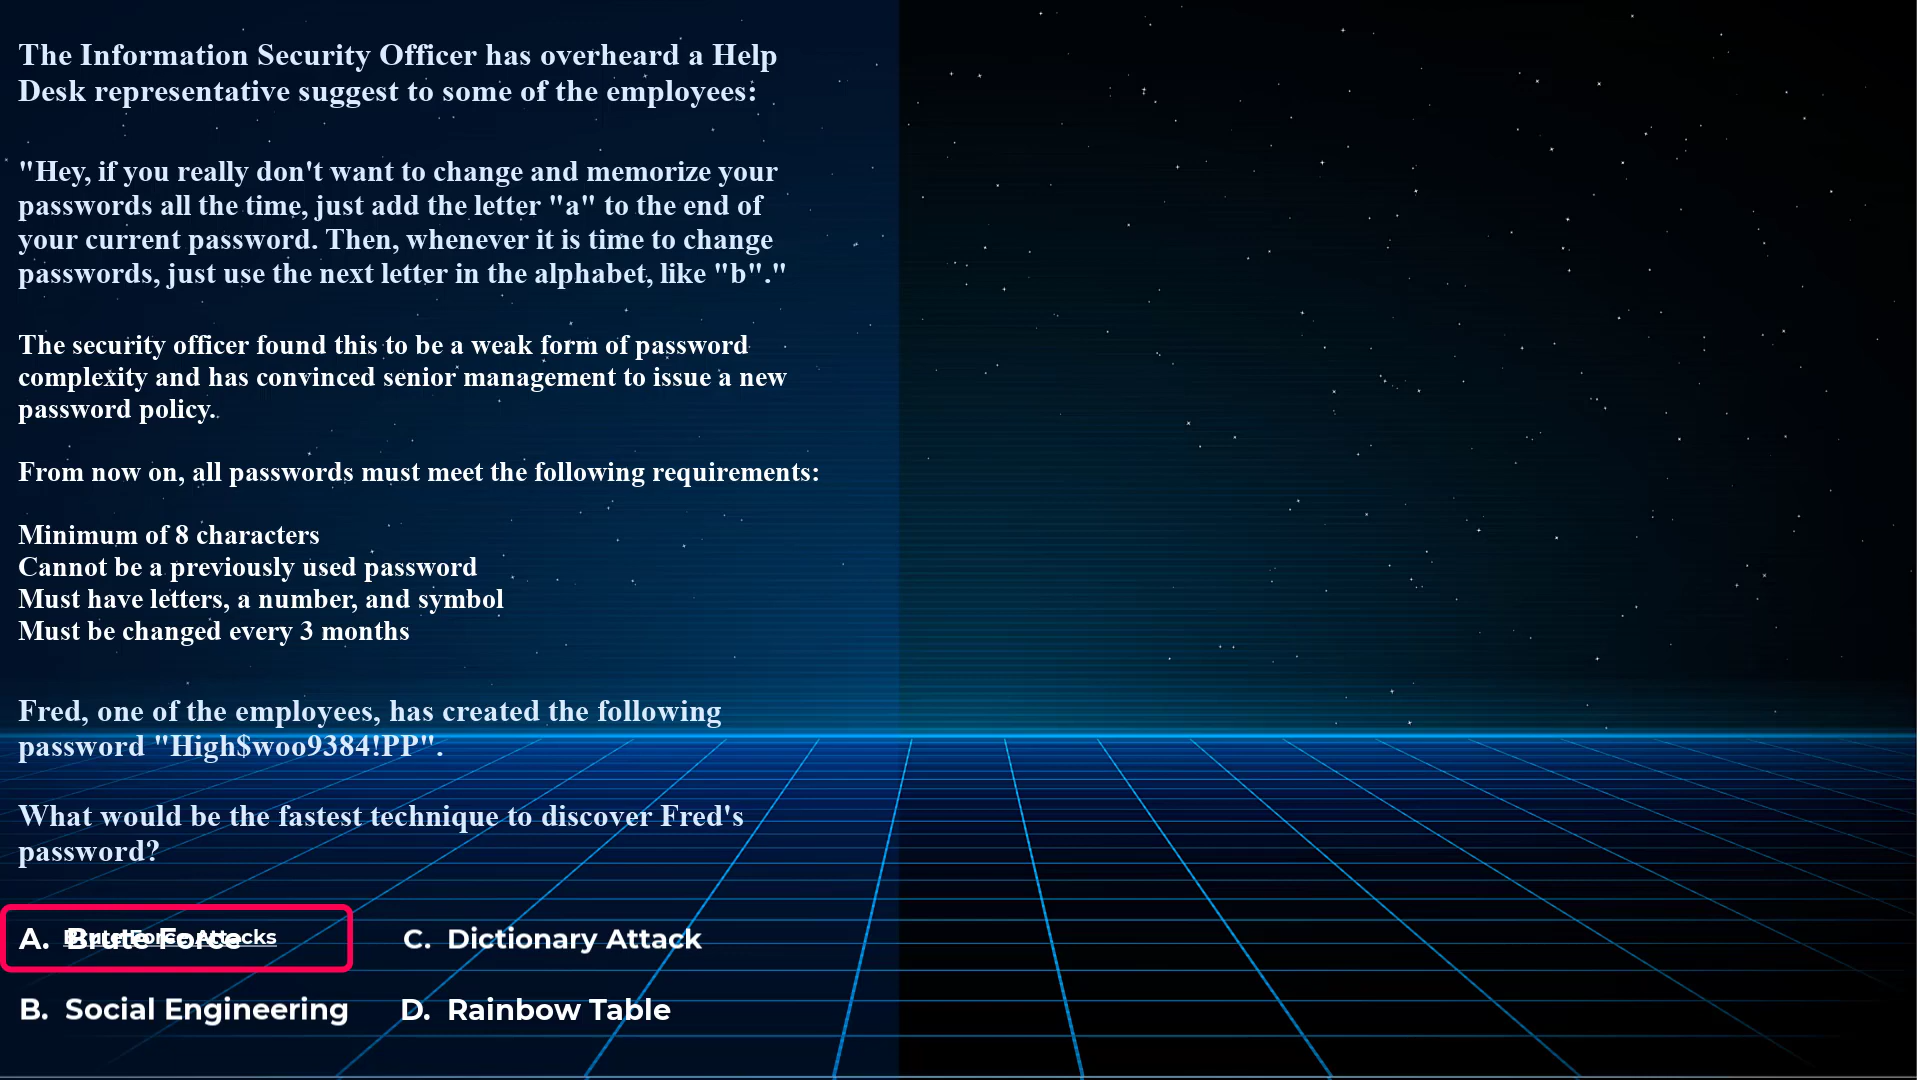 The Information Security Officer has overheard a Help
Desk representative suggest to some of the employees:
"Hey, if you really don't want to change and memorize your
passwords all the time, just add the letter "a" to the end of
your current password. Then, whenever it is time to change
passwords, just use the next letter in the alphabet, like "b"."
The security officer found this to be a weak form of password
complexity and has convinced senior management to issue a new
password policy.
From now on, all passwords must meet the following requirements:
Minimum of 8 characters
Cannot be a previously used password
Must have letters, a number, and symbol
Must be changed every 3 months
Fred, one of the employees, has created the following
password "High$woo9384!PP".
What would be the fastest technique to discover Fred's
password?
A. Brute Force
Brute Force Attacks
B. Social Engineering
C. Dictionary Attack
D. Rainbow Table